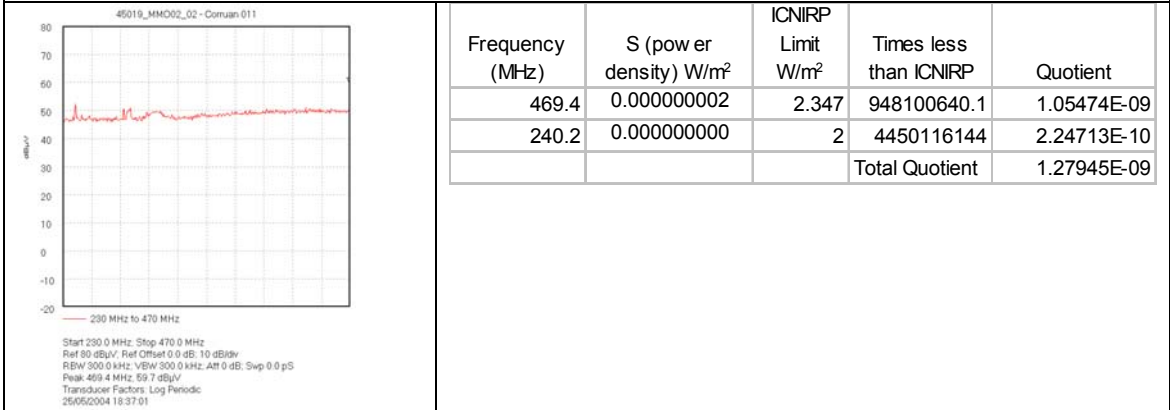 45019_MMO02_02 - Corruan 011
80
70
60
50
40
30
20
10
0
-10
-20
dBµV
230 MHz to 470 MHz
Start 230.0 MHz; Stop 470.0 MHz
Ref 80 dBµV; Ref Offset 0.0 dB; 10 dB/div
RBW 300.0 kHz; VBW 300.0 kHz; Att 0 dB; Swp 0.0 pS
Peak 469.4 MHz, 59.7 dBµV
Transducer Factors: Log Periodic
25/05/2004 18:37:01
Frequency (MHz) S (pow er density) W/m² ICNIRP Limit W/m² Times less than ICNIRP Quotient
469.4 0.000000002 2.347 948100640.1 1.05474E-09
240.2 0.000000000 2 4450116144 2.24713E-10
Total Quotient 1.27945E-09